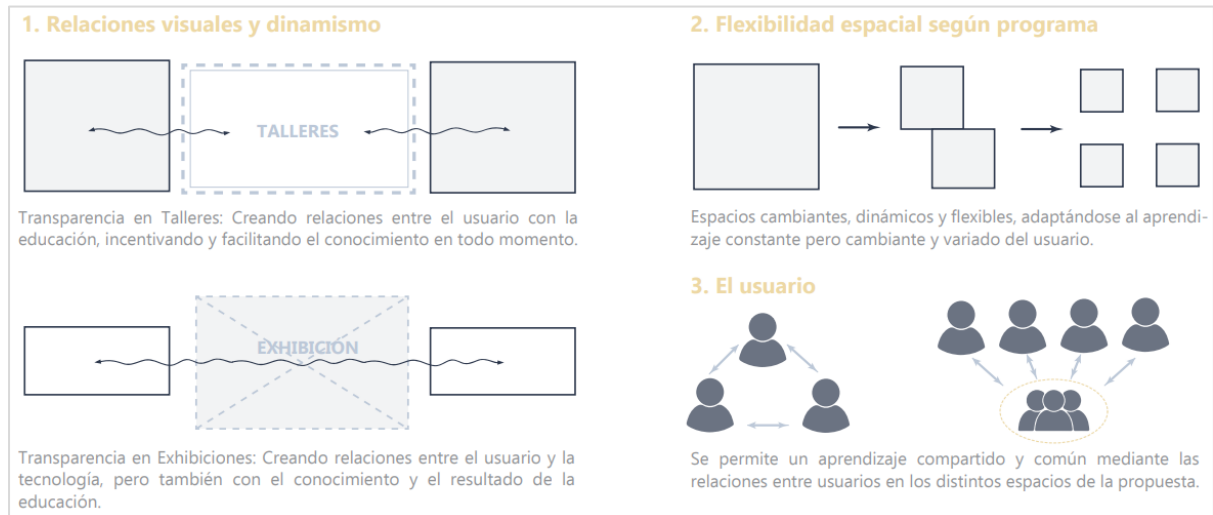 1. Relaciones visuales y dinamismo
TALLERES
Transparencia en Talleres: Creando relaciones entre el usuario con la
educación, incentivando y facilitando el conocimiento en todo momento.
EXHIBICIÓN
Transparencia en Exhibiciones: Creando relaciones entre el usuario y la
tecnología, pero también con el conocimiento y el resultado de la
educación.
2. Flexibilidad espacial según programa
Espacios cambiantes, dinámicos y flexibles, adaptándose al aprendi-
zaje constante pero cambiante y variado del usuario.
3. El usuario
Se permite un aprendizaje compartido y común mediante las
relaciones entre usuarios en los distintos espacios de la propuesta.